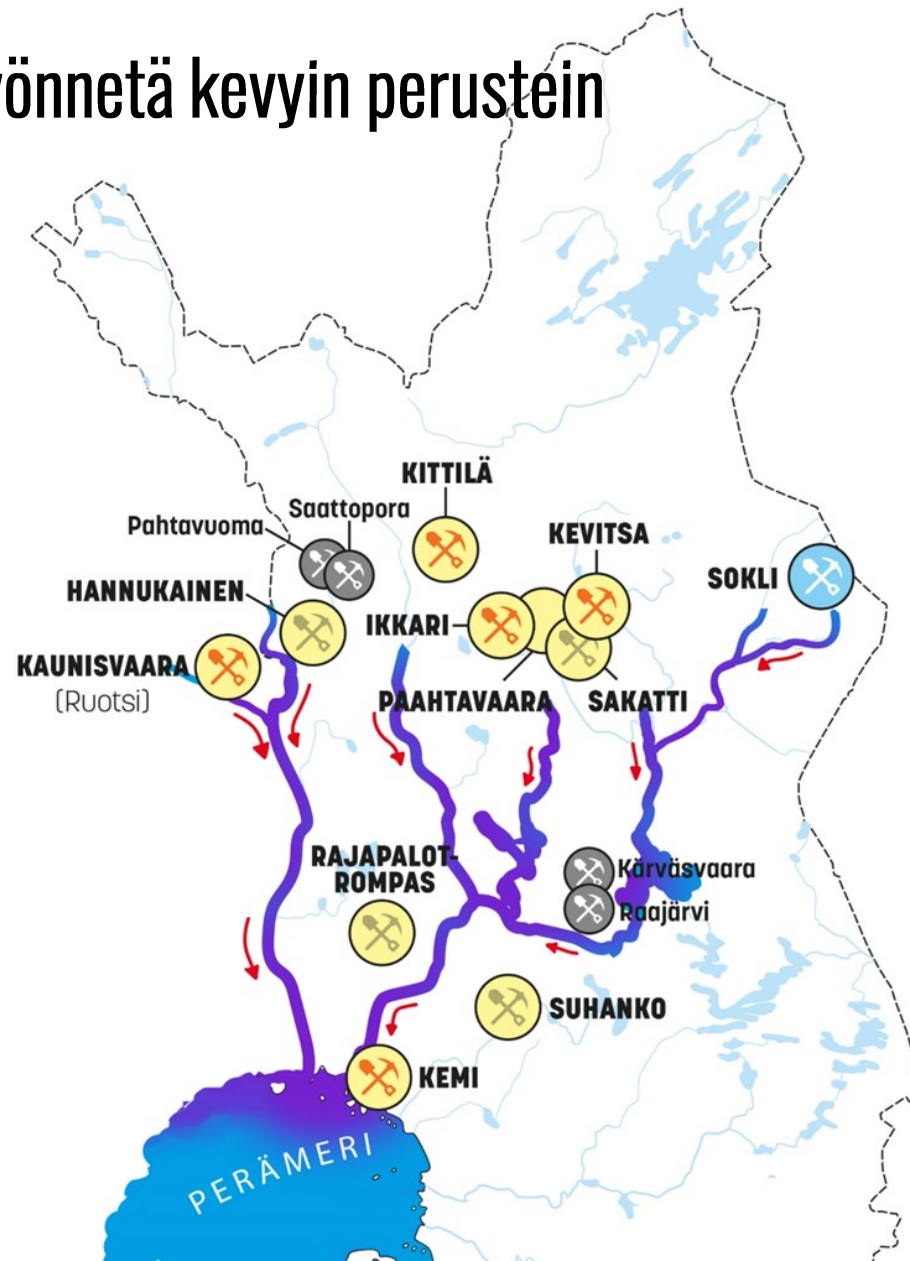 önnetä kevyin perustein
KITTILÄ
Saattopora
Pahtavuoma
KEVITSA
HANNUKAINEN
SOKLI
IKKARI
KAUNISVAARA
(Ruotsi)
PAAHTAVAARA
SAKATTI
RAJAPALOT-
ROMPAS
Kärväsvaara
Raajärvi
SUHANKO
KEMI
PERÄMERI